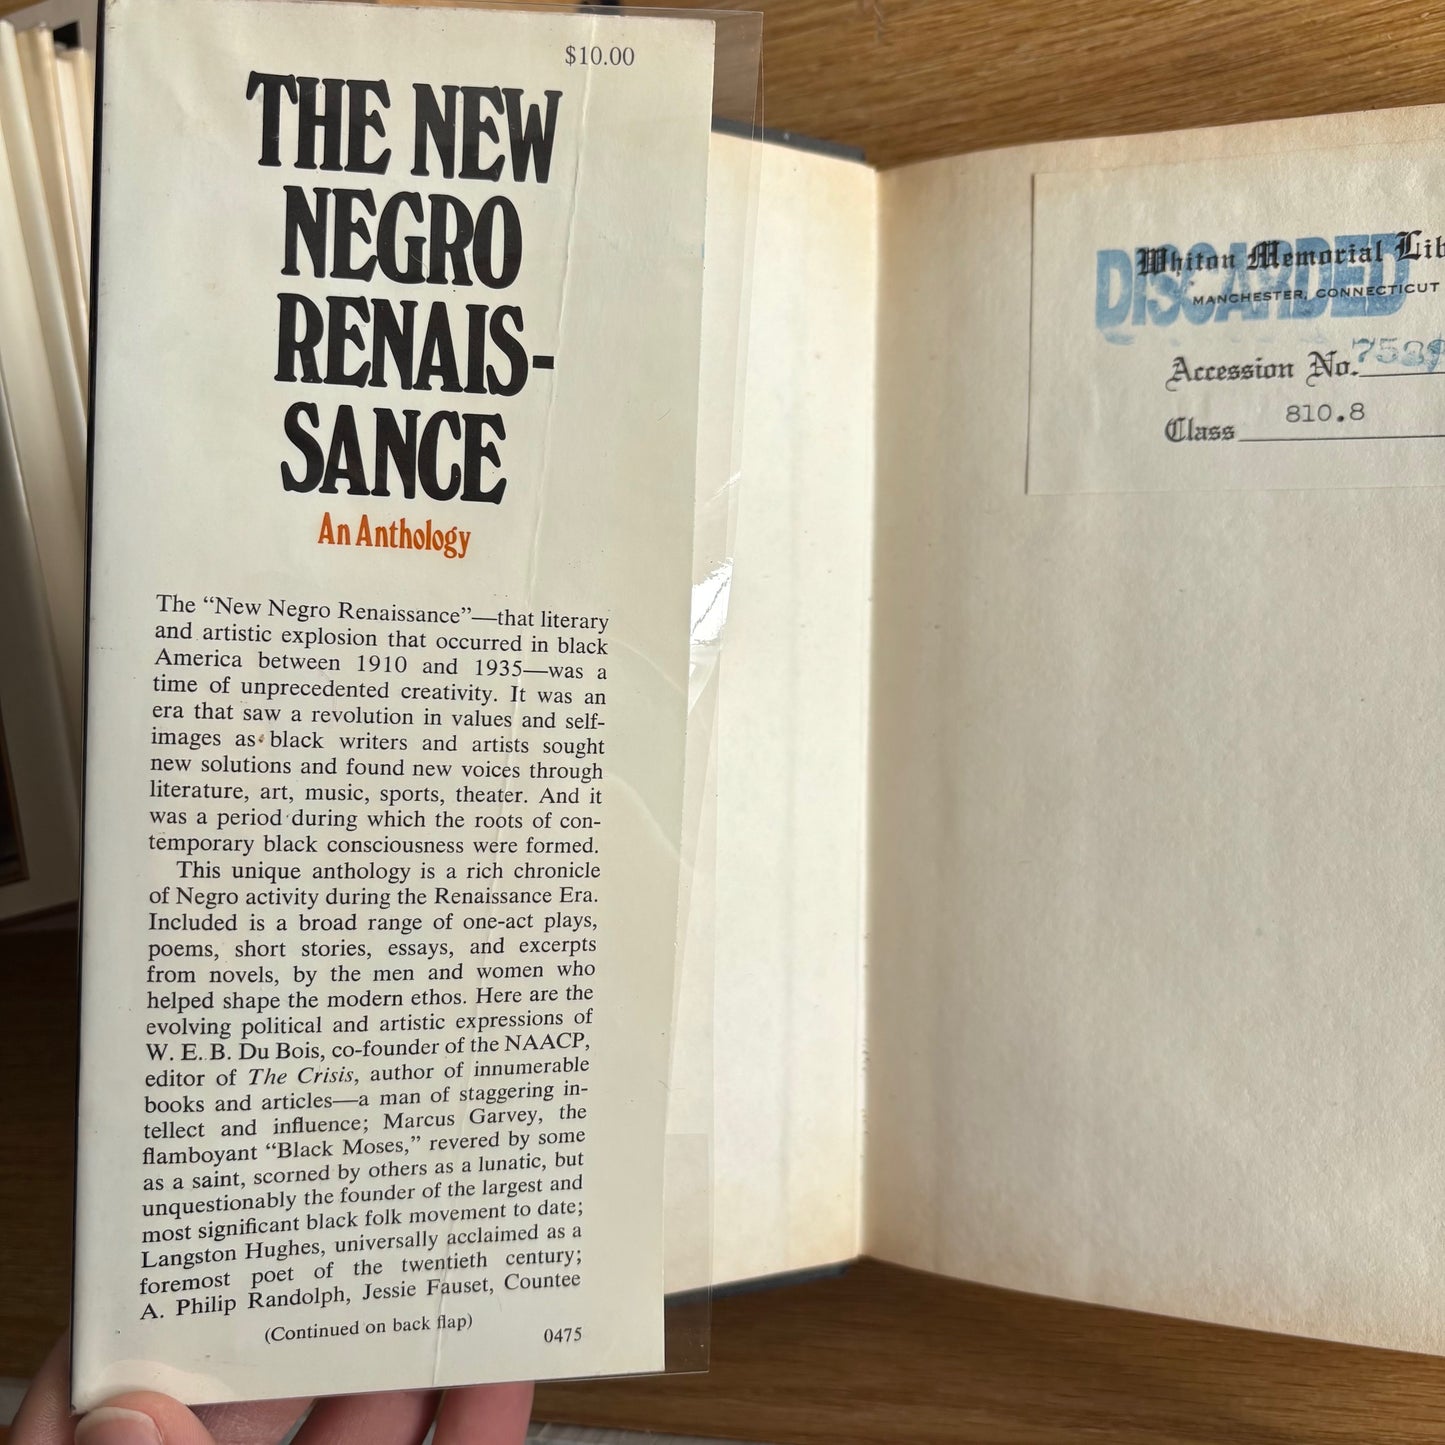 $10.00
THE NEW
NEGRO
RENAIS-
SANCE
An Anthology
The “New Negro Renaissance”—that literary
and artistic explosion that occurred in black
America between 1910 and 1935—was a
time of unprecedented creativity. It was an
era that saw a revolution in values and self-
images as black writers and artists sought
new solutions and found new voices through
literature, art, music, sports, theater. And it
was a period during which the roots of con-
temporary black consciousness were formed.
This unique anthology is a rich chronicle
of Negro activity during the Renaissance Era.
Included is a broad range of one-act plays,
poems, short stories, essays, and excerpts
from novels, by the men and women who
helped shape the modern ethos. Here are the
evolving political and artistic expressions of
W. E. B. Du Bois, co-founder of the NAACP,
editor of The Crisis, author of innumerable
books and articles—a man of staggering in-
tellect and influence; Marcus Garvey, the
flamboyant “Black Moses,” revered by some
as a saint, scorned by others as a lunatic, but
unquestionably the founder of the largest and
most significant black folk movement to date;
Langston Hughes, universally acclaimed as a
foremost poet of the twentieth century;
A. Philip Randolph, Jessie Fauset, Countee
(Continued on back flap)
0475
DISCARDED
Whiton Memorial Lib
MANCHESTER, CONNECTICUT
Accession No.
Class 810.8